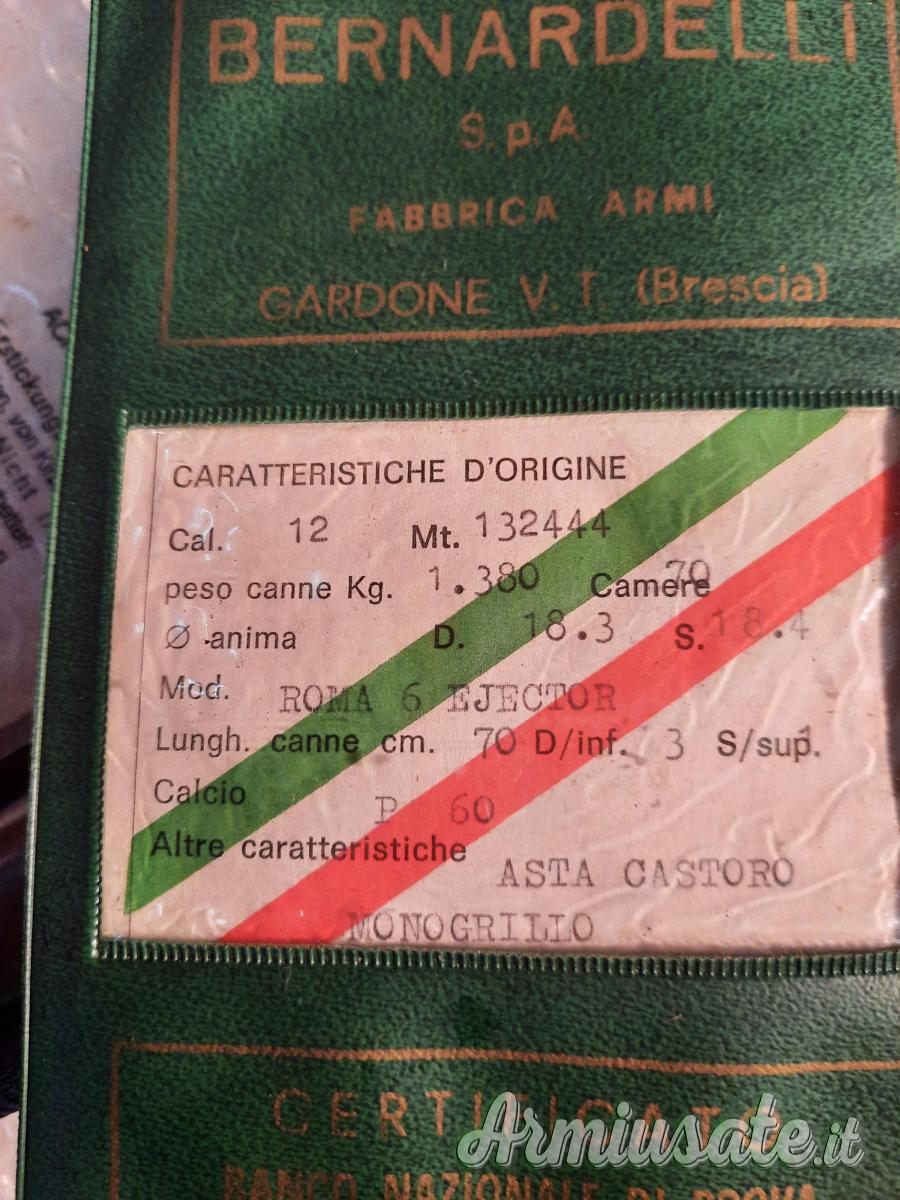 BERNARDELLI
S.p.A.
FABBRICA ARMI
GARDONE V. T. (Brescia)
CARATTERISTICHE D'ORIGINE
Cal. 12 Mt. 132444
peso canne Kg. 1.380 Camere 70
Ø anima D. 18.3 S. 18.4
Mod. ROMA 6 EJECTOR
Lungh. canne cm. 70 D/inf. 3 S/sup.
Calcio P 60
Altre caratteristiche ASTA CASTORO
MONOGRILLO
CERTIFICATO
BANCO NAZIONALE DI PROVA
Armiusate.it